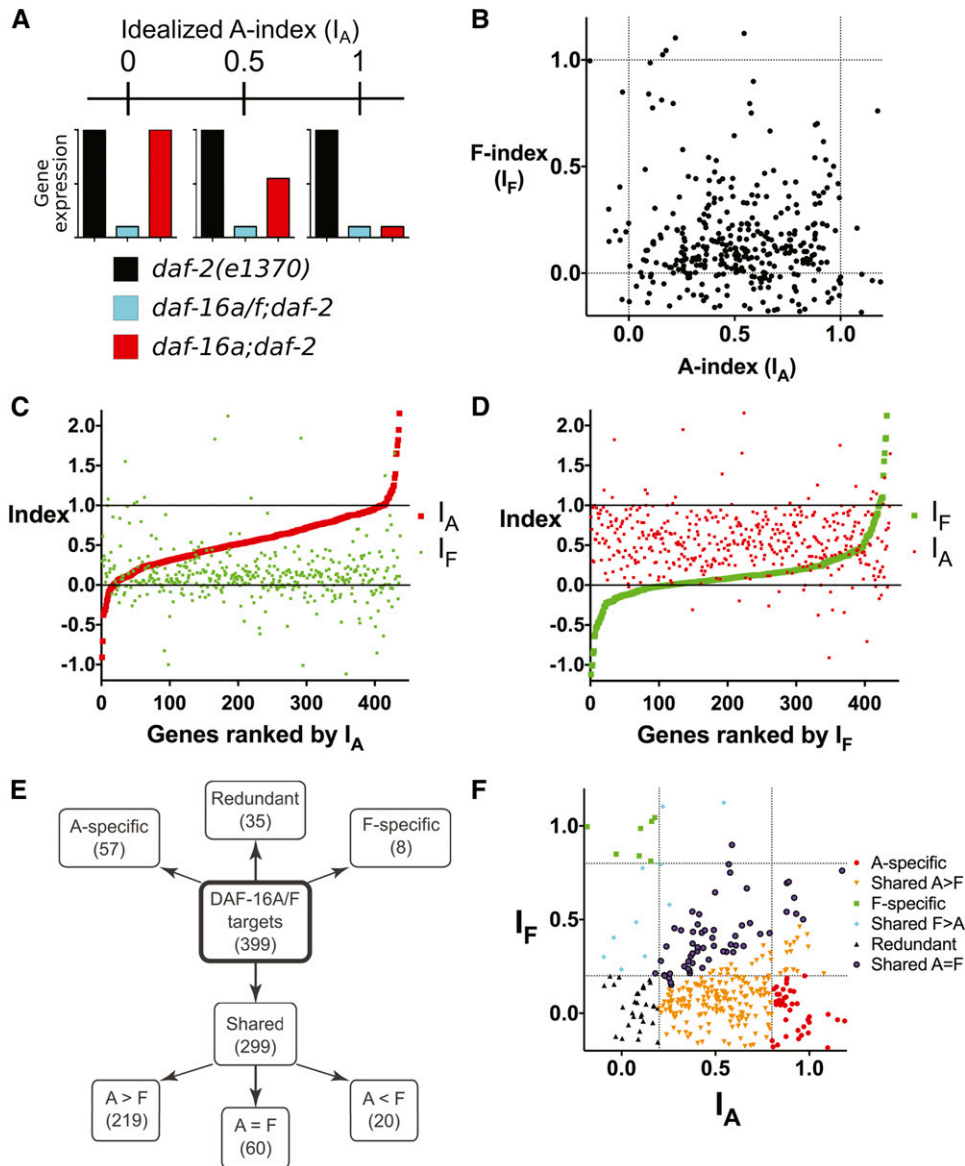 A
Idealized A-index (I_A)
0 0.5 1
Gene expression
daf-2(e1370)
daf-16a/f;daf-2
daf-16a;daf-2
B
F-index (I_F)
1.0
0.5
0.0
0.0 0.5 1.0
A-index (I_A)
C
Index
2.0
1.5
1.0
0.5
0.0
-0.5
-1.0
0 100 200 300 400
Genes ranked by I_A
I_A
I_F
D
Index
2.0
1.5
1.0
0.5
0.0
-0.5
-1.0
0 100 200 300 400
Genes ranked by I_F
I_F
I_A
E
Redundant
(35)
A-specific
(57)
F-specific
(8)
DAF-16A/F
targets
(399)
Shared
(299)
A > F
(219)
A = F
(60)
A < F
(20)
F
I_F
1.0
0.5
0.0
0.0 0.5 1.0
I_A
A-specific
Shared A>F
F-specific
Shared F>A
Redundant
Shared A=F